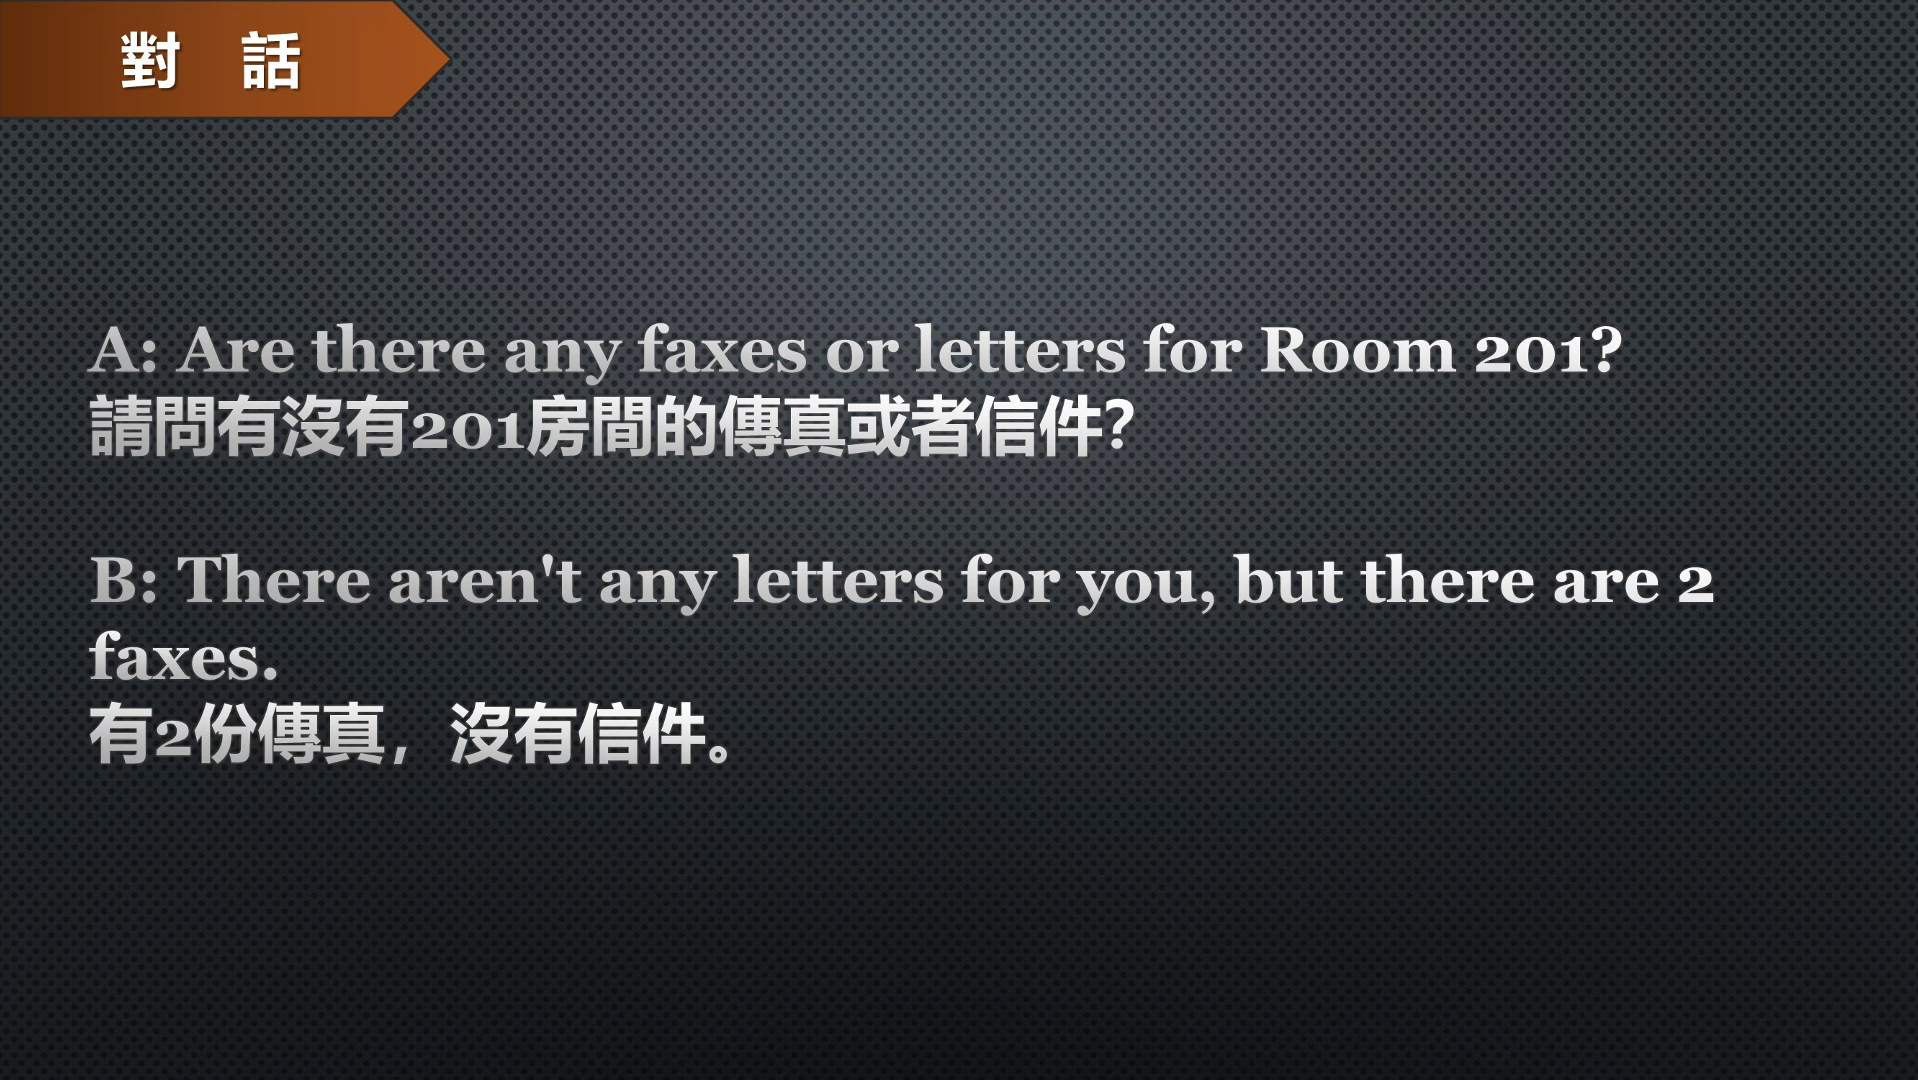 對 話
A: Are there any faxes or letters for Room 201?
請問有沒有201房間的傳真或者信件？
B: There aren't any letters for you, but there are 2
faxes.
有2份傳真，沒有信件。